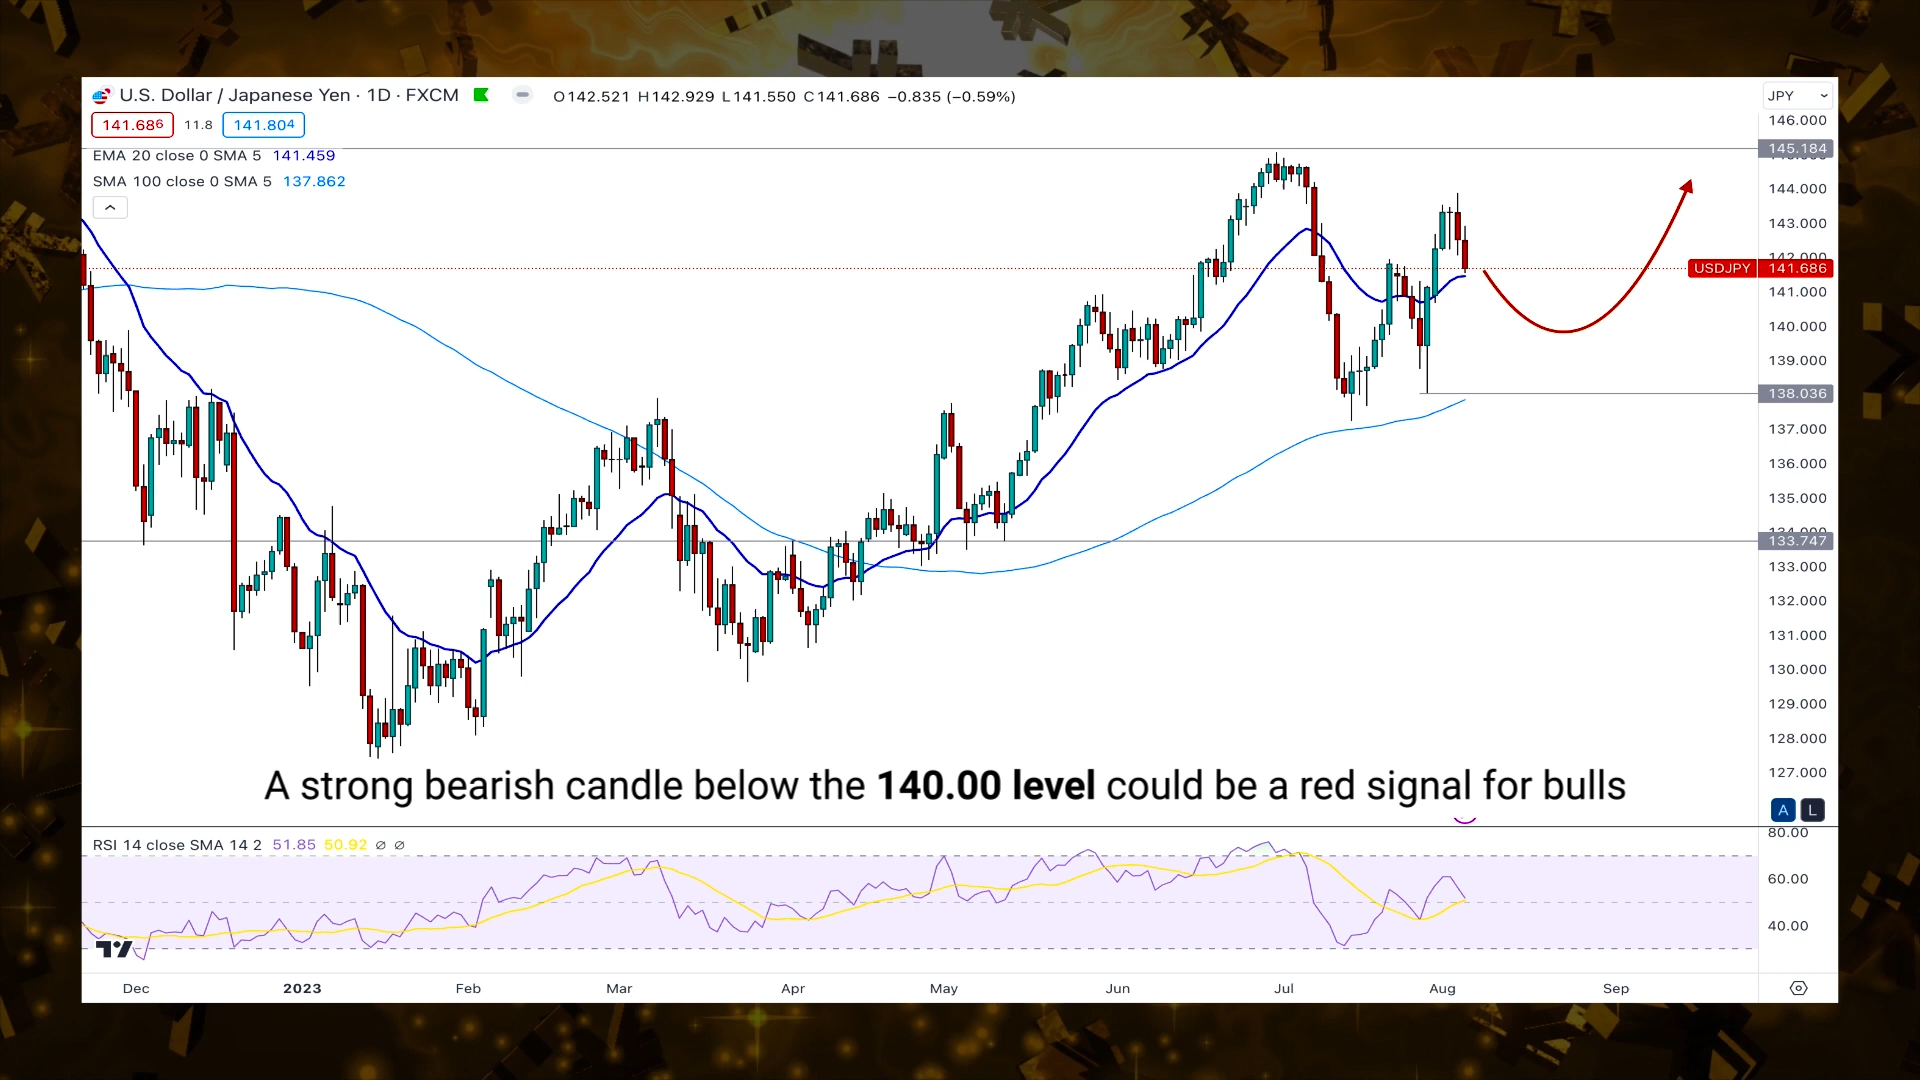 U.S. Dollar / Japanese Yen · 1D · FXCM O142.521 H142.929 L141.550 C141.686 −0.835 (−0.59%)
JPY
141.686 11.8 141.804
EMA 20 close 0 SMA 5 141.459
SMA 100 close 0 SMA 5 137.862
146.000
145.184
144.000
143.000
142.000
USDJPY 141.686
141.000
140.000
139.000
138.036
137.000
136.000
135.000
134.000
133.747
133.000
132.000
131.000
130.000
129.000
128.000
127.000
A strong bearish candle below the 140.00 level could be a red signal for bulls
A L
RSI 14 close SMA 14 2 51.85 50.92 ∅ ∅
80.00
60.00
40.00
Dec 2023 Feb Mar Apr May Jun Jul Aug Sep